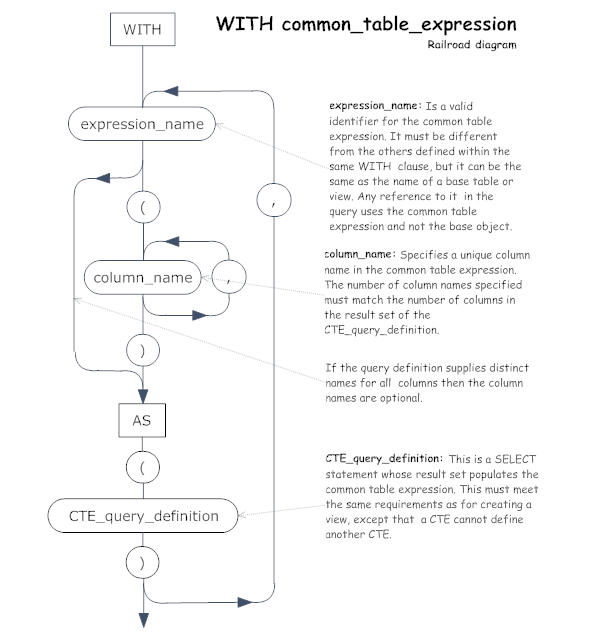 WITH
WITH common_table_expression
Railroad diagram
expression_name
expression_name: Is a valid
identifier for the common table
expression. It must be different
from the others defined within the
same WITH clause, but it can be the
same as the name of a base table or
view. Any reference to it in the
query uses the common table
expression and not the base object.
(
,
column_name
,
column_name: Specifies a unique column
name in the common table expression.
The number of column names specified
must match the number of columns in
the result set of the
CTE_query_definition.
)
If the query definition supplies distinct
names for all columns then the column
names are optional.
AS
(
CTE_query_definition
CTE_query_definition: This is a SELECT
statement whose result set populates the
common table expression. This must meet
the same requirements as for creating a
view, except that a CTE cannot define
another CTE.
)